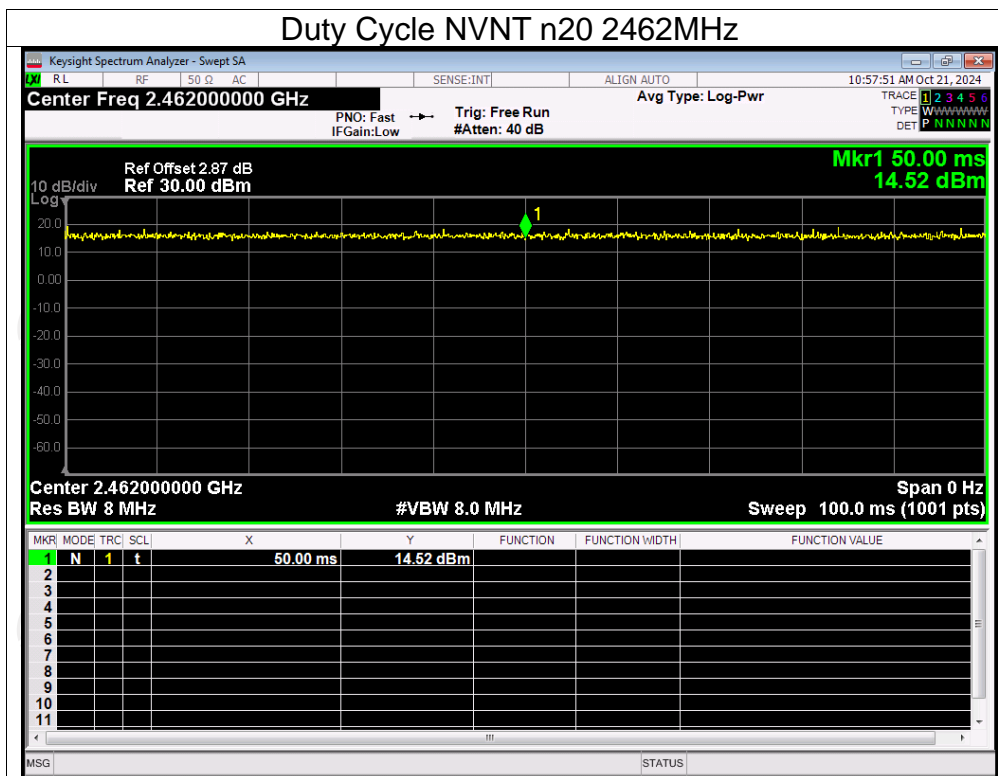 Duty Cycle NVNT n20 2462MHz
Keysight Spectrum Analyzer - Swept SA
LXI RL RF 50 Ω AC SENSE:INT ALIGN AUTO 10:57:51 AM Oct 21, 2024
Center Freq 2.462000000 GHz Avg Type: Log-Pwr TRACE 1 2 3 4 5 6
PNO: Fast Trig: Free Run TYPE WWWWWW
IFGain:Low #Atten: 40 dB DET P N N N N N
Mkr1 50.00 ms
Ref Offset 2.87 dB
10 dB/div Ref 30.00 dBm 14.52 dBm
Log
1
20.0
10.0
0.00
-10.0
-20.0
-30.0
-40.0
-50.0
-60.0
Center 2.462000000 GHz Span 0 Hz
Res BW 8 MHz #VBW 8.0 MHz Sweep 100.0 ms (1001 pts)
MKR MODE TRC SCL X Y FUNCTION FUNCTION WIDTH FUNCTION VALUE
1 N 1 t 50.00 ms 14.52 dBm
2
3
4
5
6
7
8
9
10
11
MSG STATUS